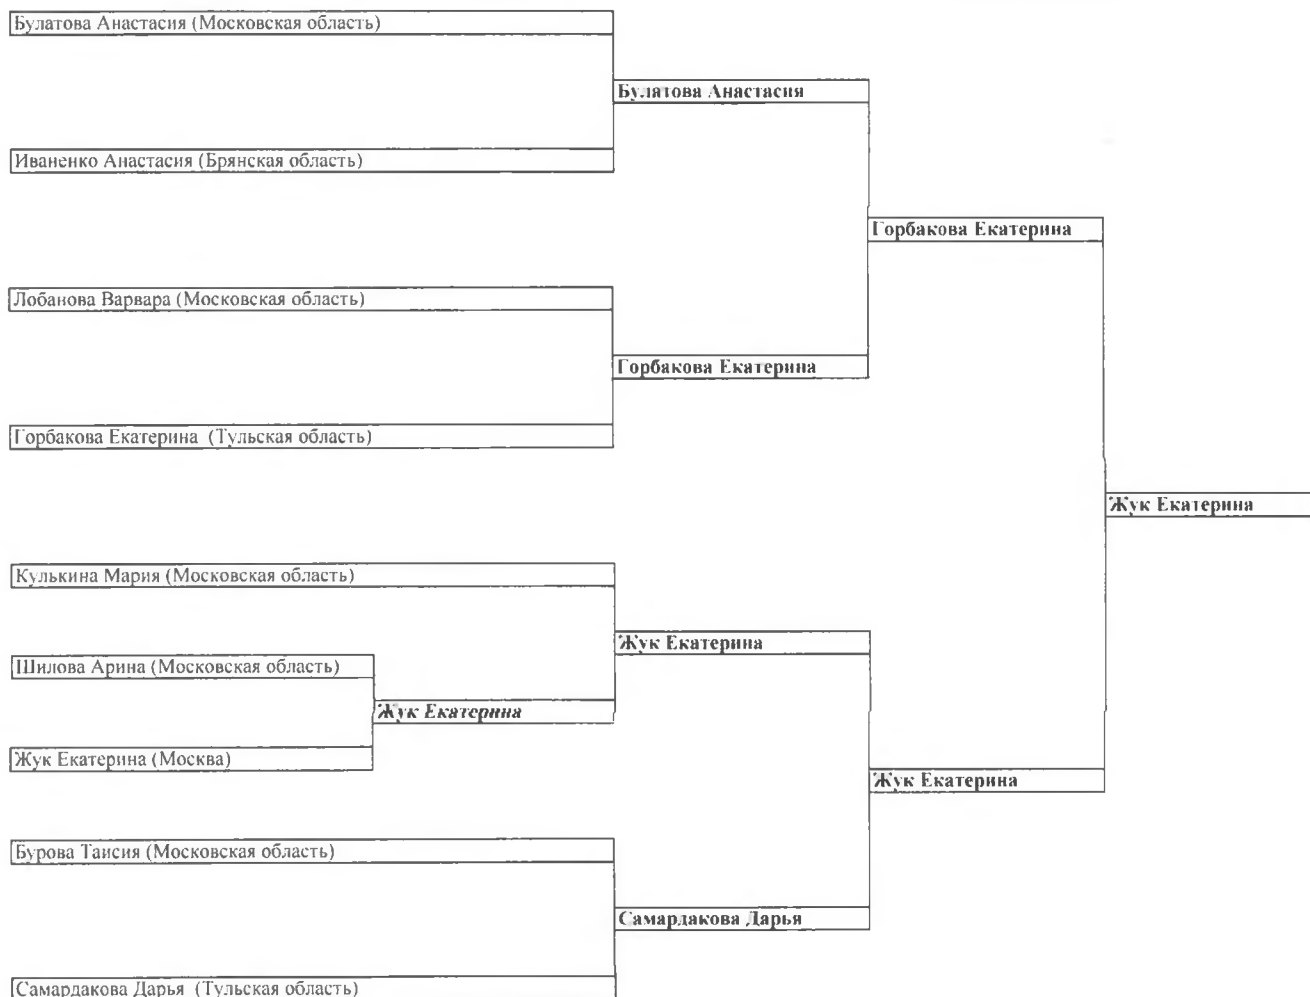 Булатова Анастасия (Московская область)
Булатова Анастасия
Иваненко Анастасия (Брянская область)
Горбакова Екатерина
Лобанова Варвара (Московская область)
Горбакова Екатерина
Горбакова Екатерина (Тульская область)
Жук Екатерина
Кулькина Мария (Московская область)
Жук Екатерина
Шилова Арина (Московская область)
Жук Екатерина
Жук Екатерина (Москва)
Жук Екатерина
Бурова Таисия (Московская область)
Самардакова Дарья
Самардакова Дарья (Тульская область)